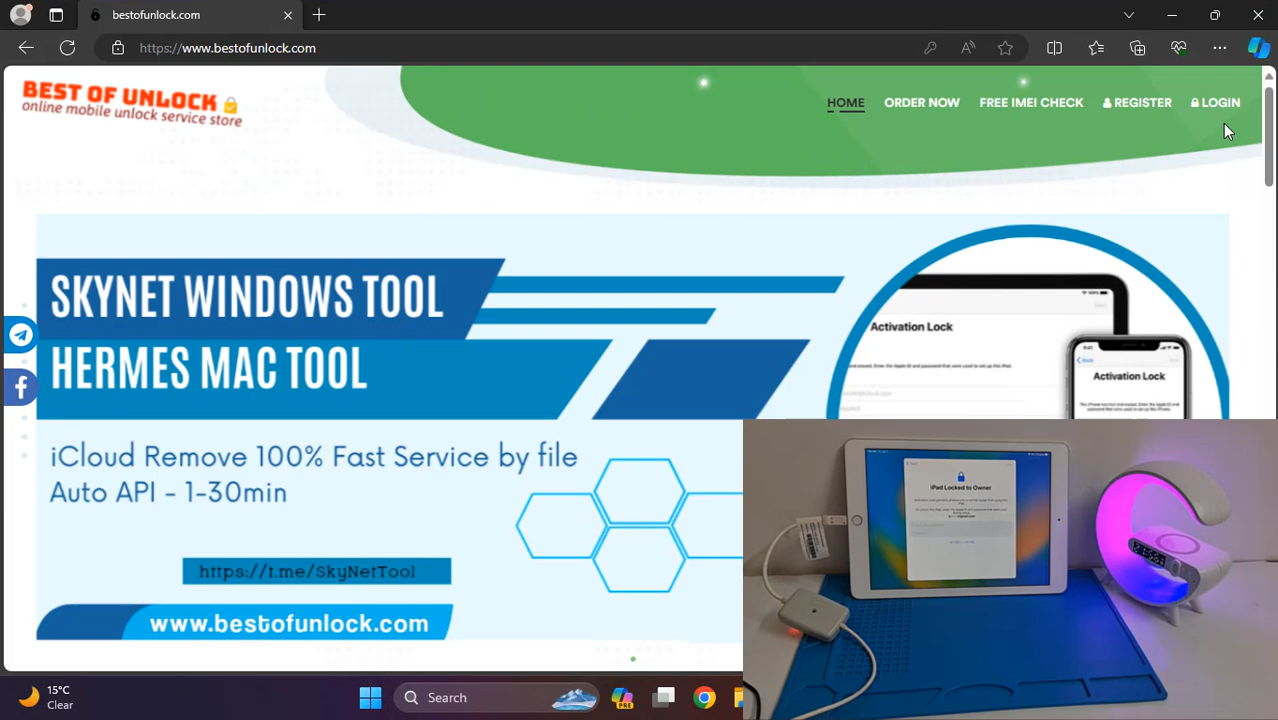 bestofunlock.com
https://www.bestofunlock.com
BEST OF UNLOCK
online mobile unlock service store
HOME ORDER NOW FREE IMEI CHECK REGISTER LOGIN
SKYNET WINDOWS TOOL
HERMES MAC TOOL
iCloud Remove 100% Fast Service by file
Auto API - 1-30min
https://t.me/SkyNetTool
www.bestofunlock.com
Activation Lock
Activation Lock
iPad Locked to Owner
15°C
Clear
Search
PRE